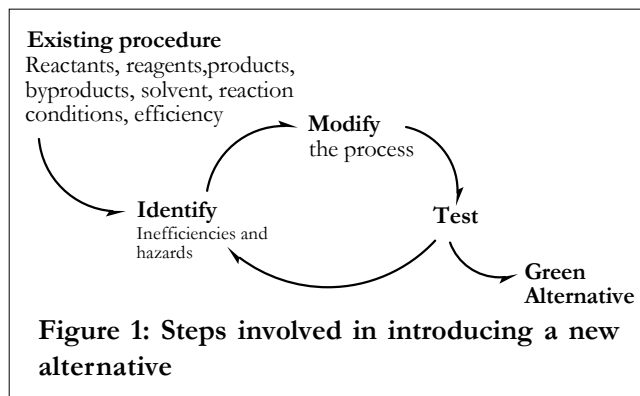 Existing procedure
Reactants, reagents,products,
byproducts, solvent, reaction
conditions, efficiency
Modify
the process
Identify
Inefficiencies and
hazards
Test
Green
Alternative
Figure 1: Steps involved in introducing a new
alternative